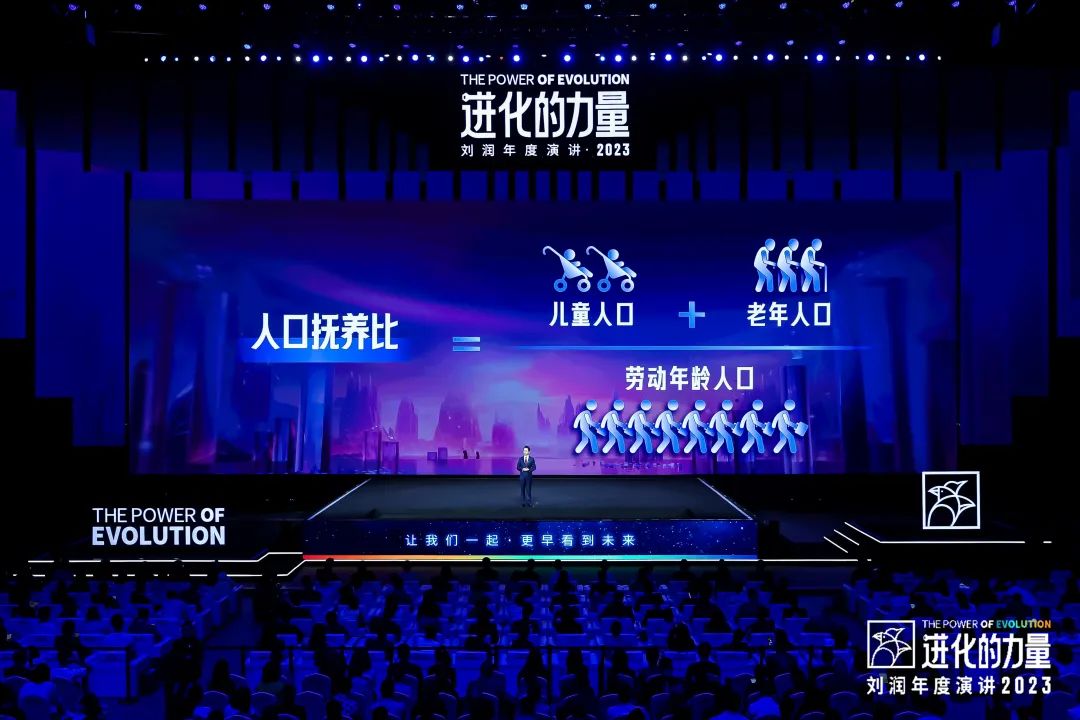 THE POWER OF EVOLUTION
进化的力量
刘润年度演讲·2023
儿童人口
+
老年人口
人口抚养比
=
劳动年龄人口
THE POWER OF
EVOLUTION
让我们一起·更早看到未来
THE POWER OF EVOLUTION
进化的力量
刘润年度演讲2023